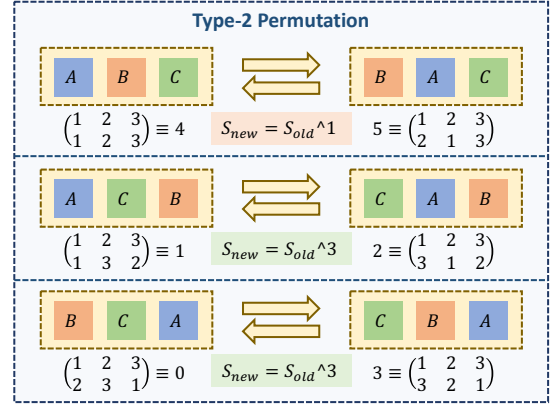 Type-2 Permutation
A B C B A C
(1 2 3 / 1 2 3) ≡ 4 S_new = S_old^1 5 ≡ (1 2 3 / 2 1 3)
A C B C A B
(1 2 3 / 1 3 2) ≡ 1 S_new = S_old^3 2 ≡ (1 2 3 / 3 1 2)
B C A C B A
(1 2 3 / 2 3 1) ≡ 0 S_new = S_old^3 3 ≡ (1 2 3 / 3 2 1)